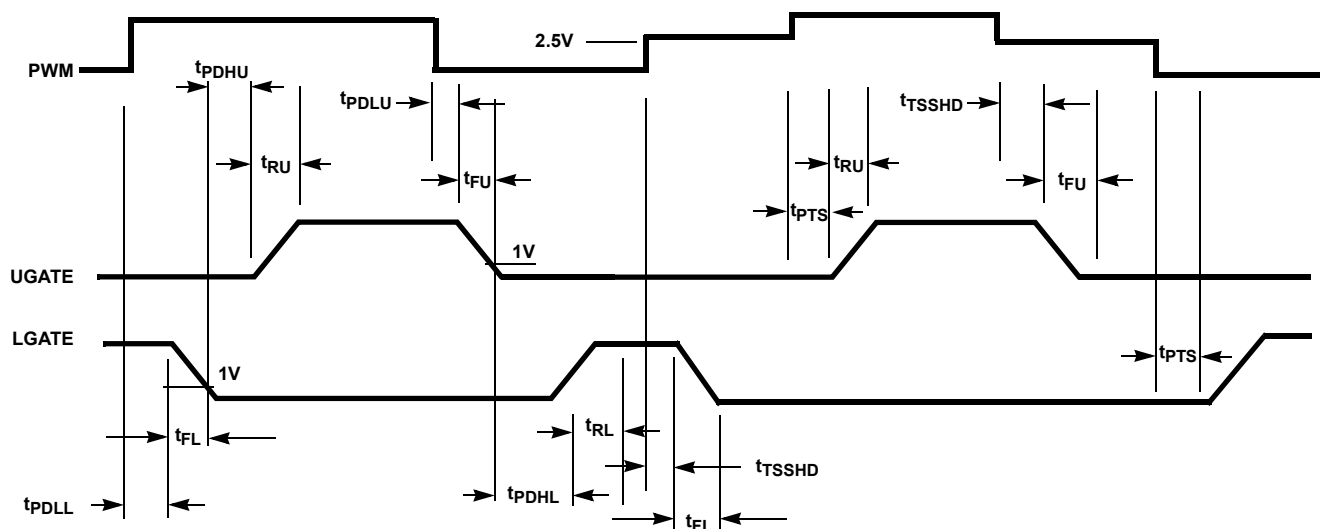 2.5V
PWM
tPDHU
tPDLU
tTSSHD
tRU
tFU
tRU
tFU
tPTS
1V
UGATE
LGATE
1V
tPTS
tFL
tRL
tTSSHD
tPDLL
tPDHL
tFL